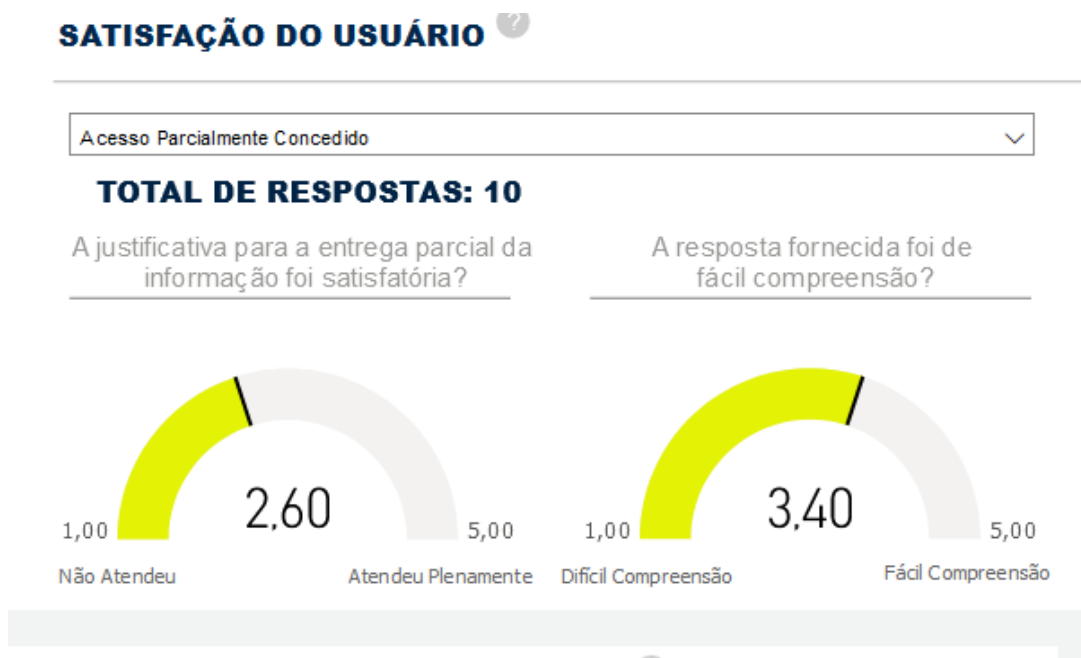 SATISFAÇÃO DO USUÁRIO ?
Acesso Parcialmente Concedido
TOTAL DE RESPOSTAS: 10
A justificativa para a entrega parcial da
informação foi satisfatória?
2,60
1,00
5,00
Não Atendeu
Atendeu Plenamente
A resposta fornecida foi de
fácil compreensão?
3,40
1,00
5,00
Difícil Compreensão
Fácil Compreensão